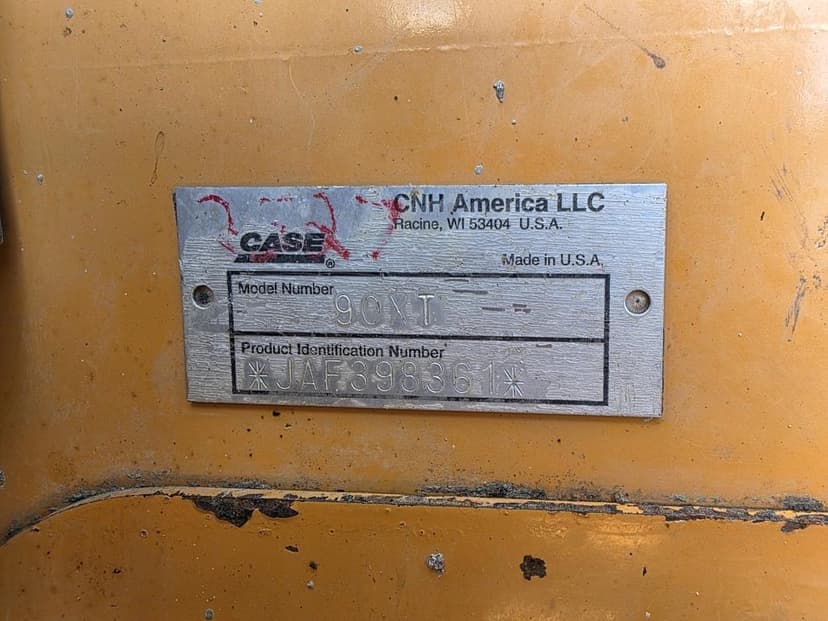 CNH America LLC
Racine, WI 53404 U.S.A.
CASE
®
Made in U.S.A.
Model Number
90XT
Product Identification Number
*JAF398361*